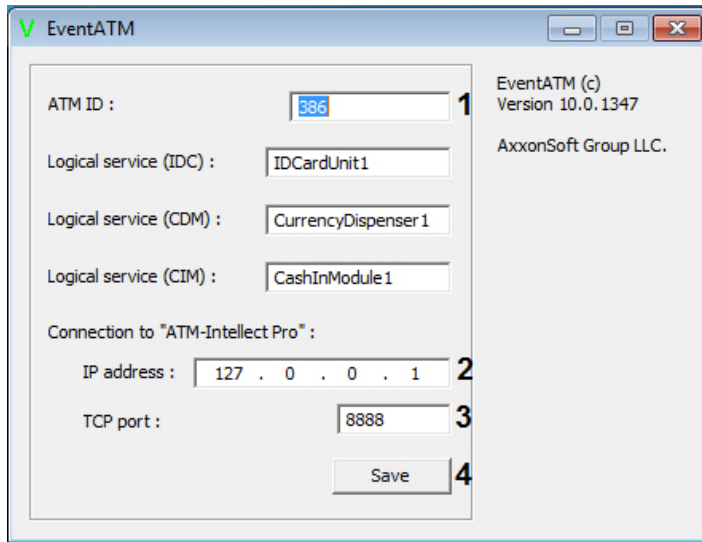 EventATM
ATM ID : 386 1
EventATM (c)
Version 10.0.1347
AxxonSoft Group LLC.
Logical service (IDC) : IDCardUnit1
Logical service (CDM) : CurrencyDispenser1
Logical service (CIM) : CashInModule1
Connection to "ATM-Intellect Pro" :
IP address : 127 . 0 . 0 . 1 2
TCP port : 8888 3
Save 4